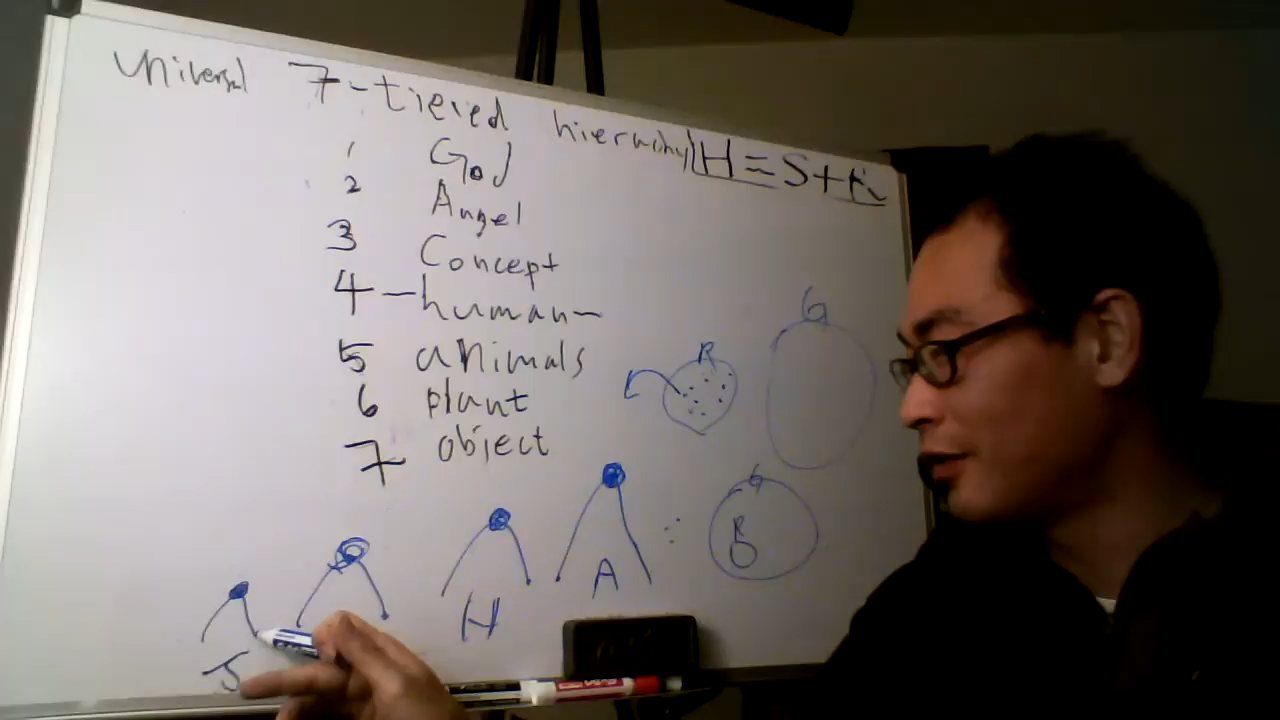 Universal 7-tiered hierarchy H=S+R
1 God
2 Angel
3 Concept
4 - human -
5 animals
6 plant
7 object
G
R
L
G
R
A
H
J